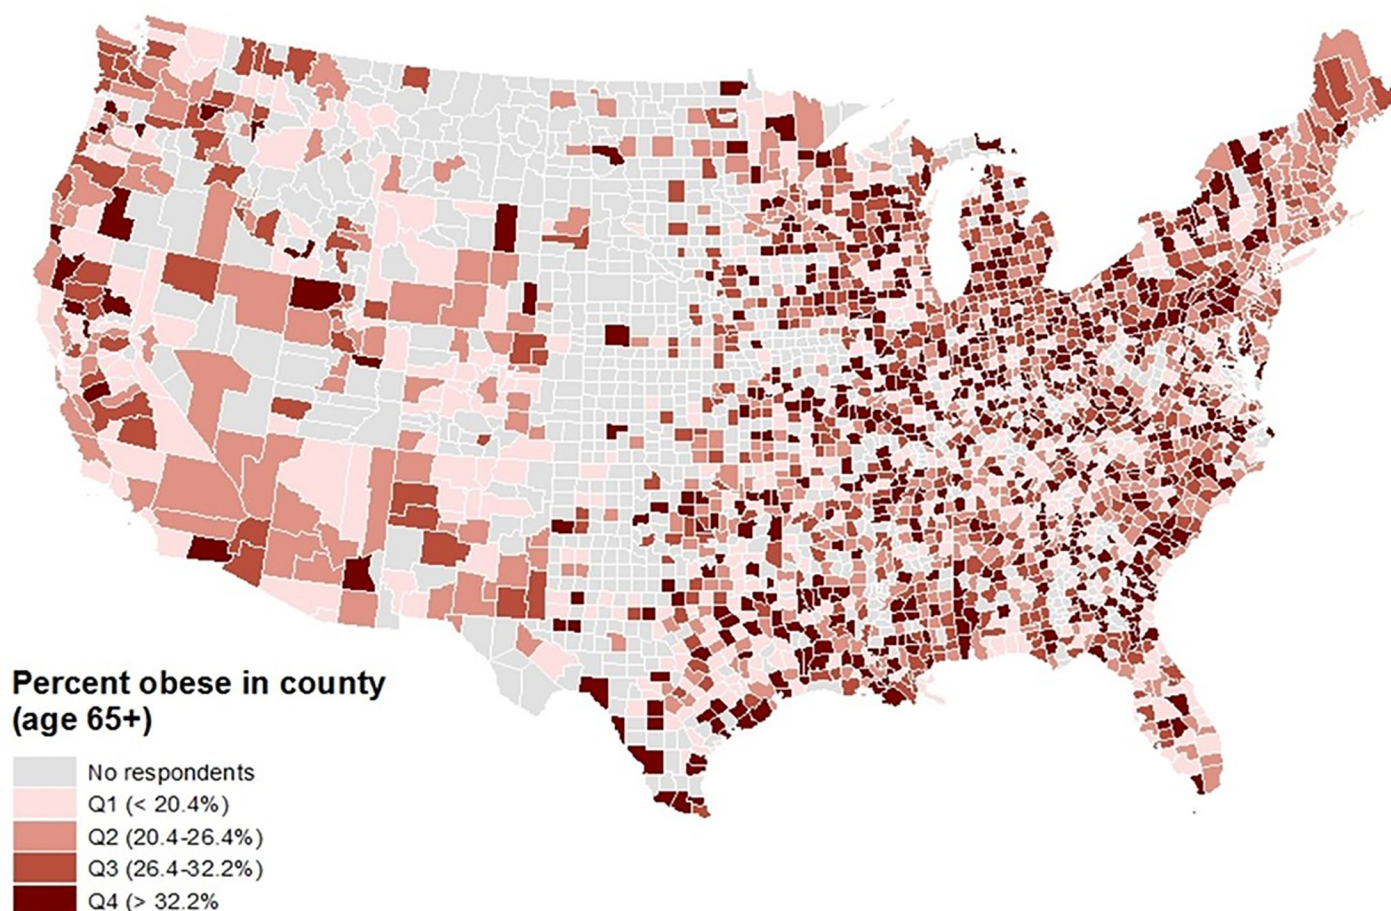 Percent obese in county
(age 65+)
No respondents
Q1 (< 20.4%)
Q2 (20.4-26.4%)
Q3 (26.4-32.2%)
Q4 (> 32.2%